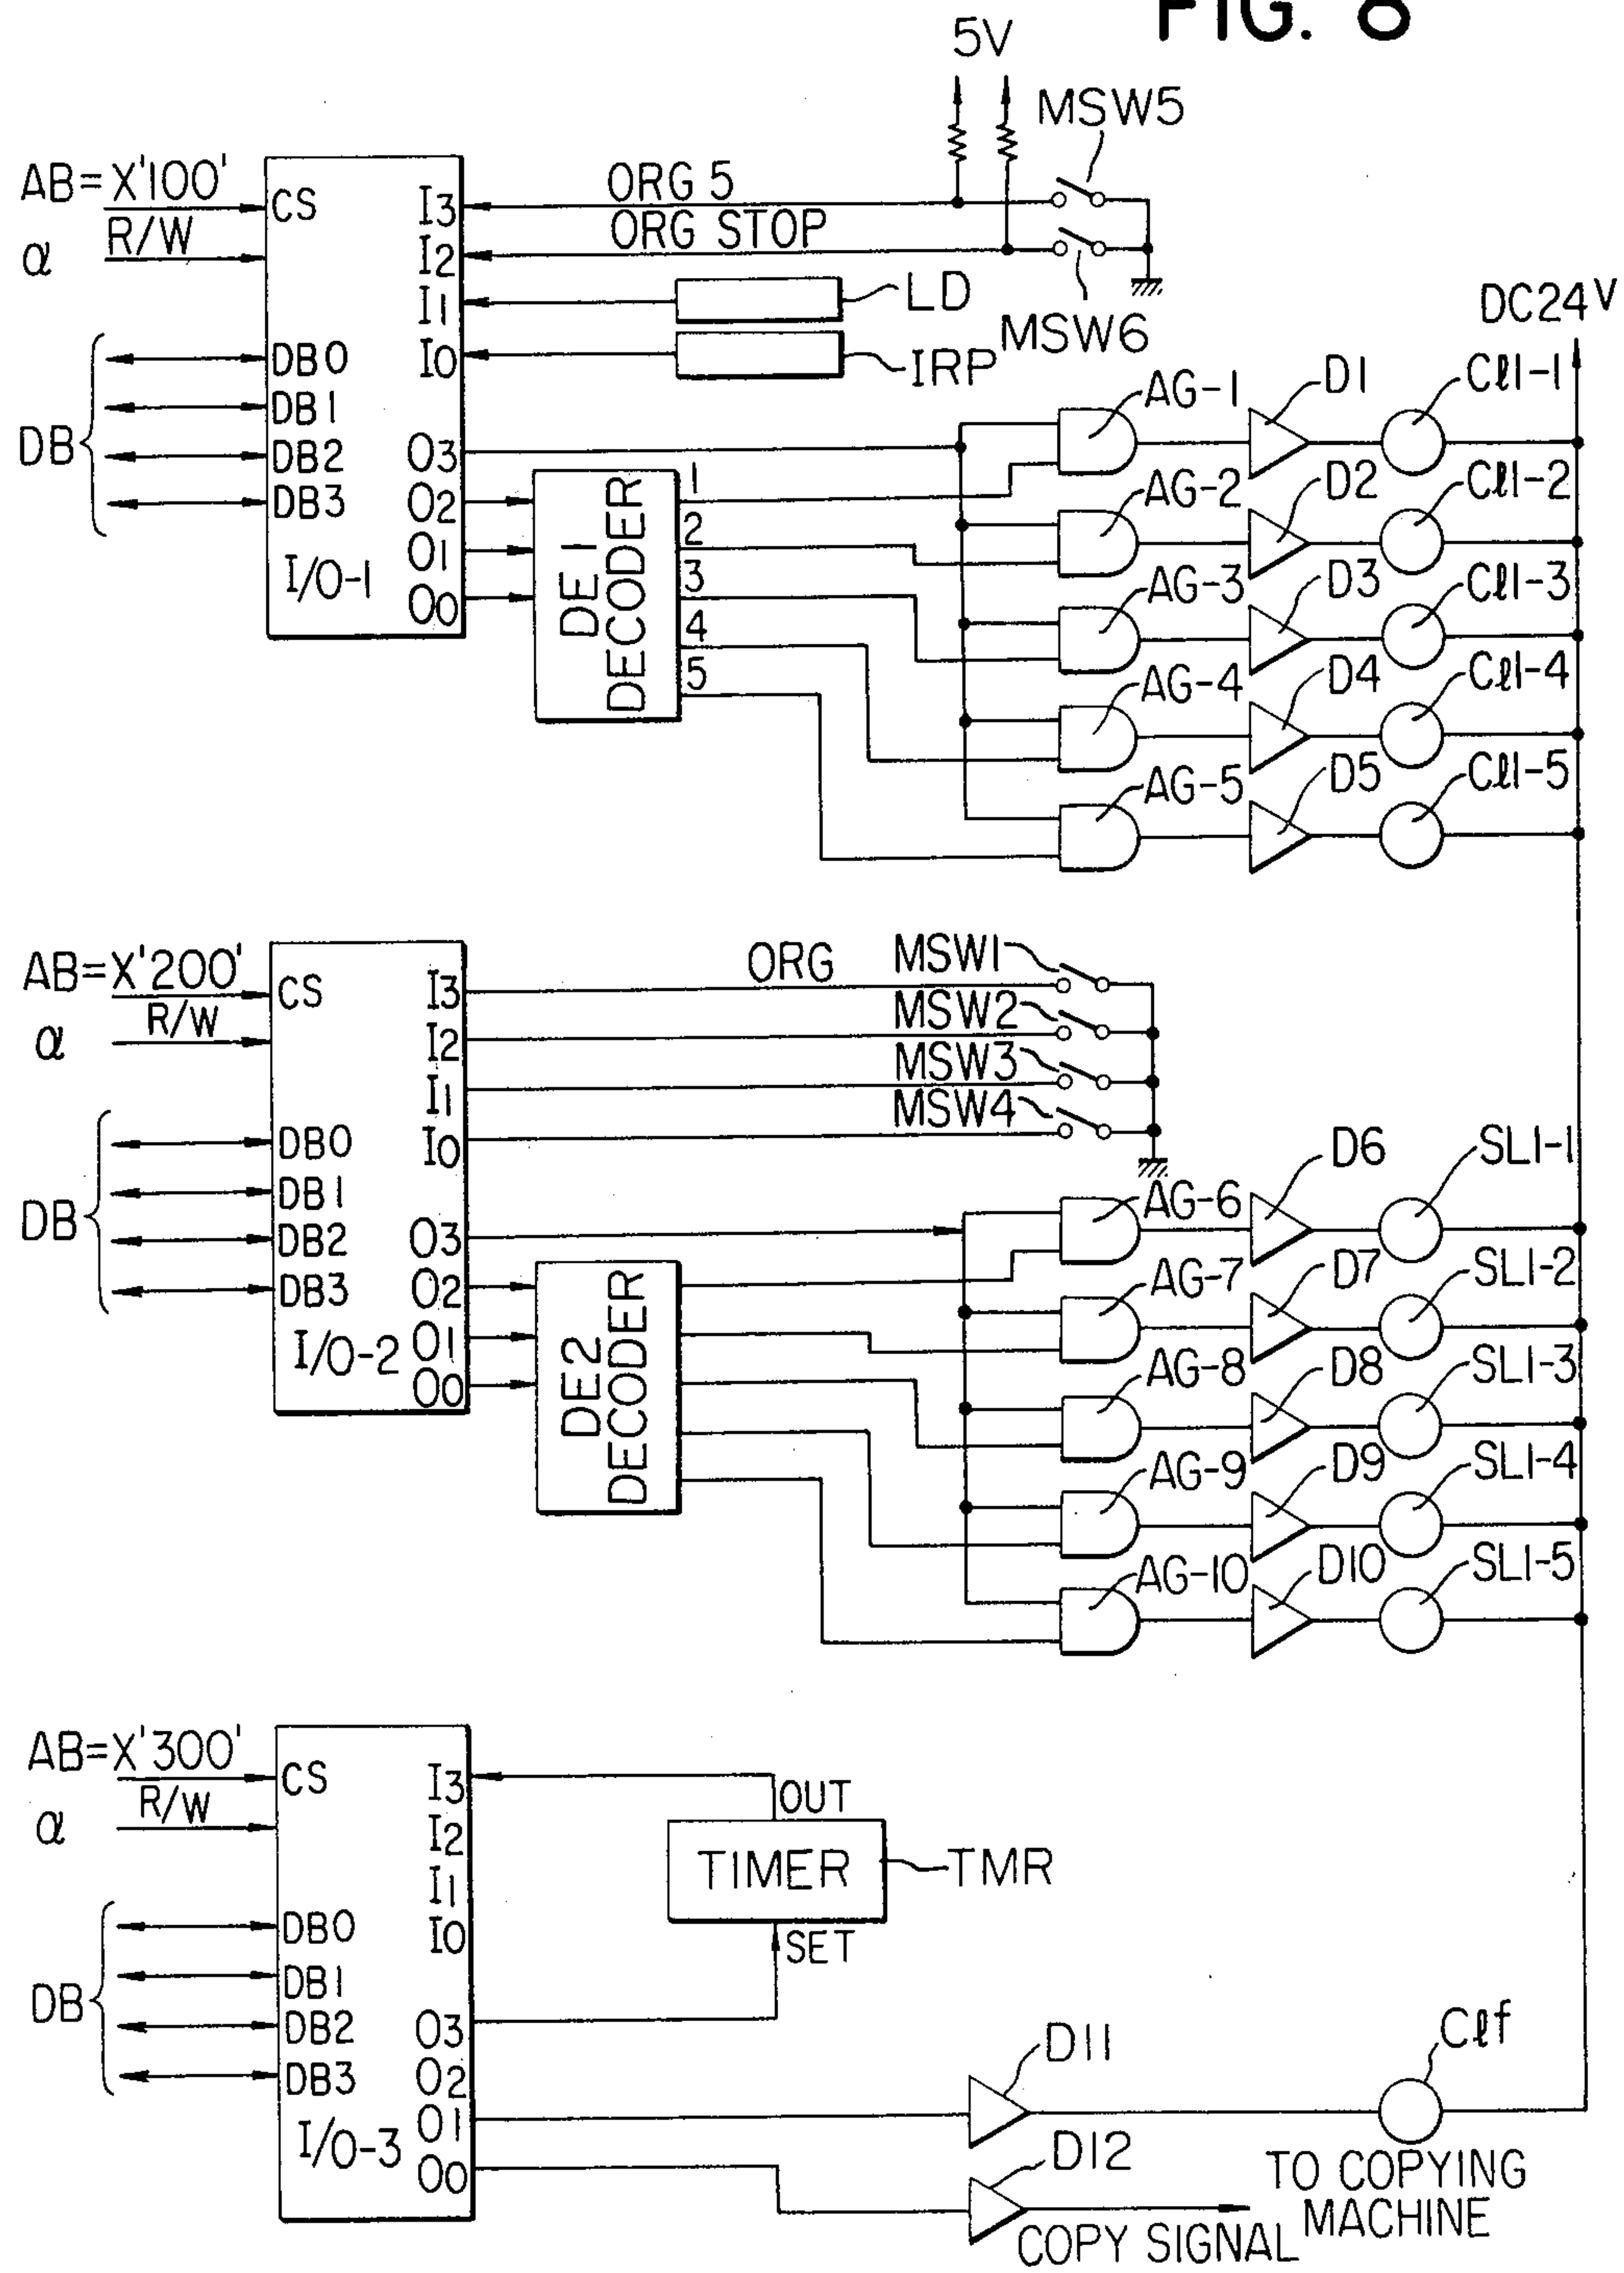 FIG. 8
5V
MSW5
AB=X'100'
R/W
α
CS
I3
ORG 5
I2
ORG STOP
I1
LD
I0
IRP
MSW6
DC24V
DB
DB0
DB1
DB2
DB3
I/O-1
O3
O2
O1
O0
DE1
DECODER
1
2
3
4
5
AG-1
D1
Cl1-1
AG-2
D2
Cl1-2
AG-3
D3
Cl1-3
AG-4
D4
Cl1-4
AG-5
D5
Cl1-5
AB=X'200'
R/W
α
CS
I3
I2
I1
I0
ORG
MSW1
MSW2
MSW3
MSW4
DB
DB0
DB1
DB2
DB3
I/O-2
O3
O2
O1
O0
DE2
DECODER
AG-6
D6
SL1-1
AG-7
D7
SL1-2
AG-8
D8
SL1-3
AG-9
D9
SL1-4
AG-10
D10
SL1-5
AB=X'300'
R/W
α
CS
I3
I2
I1
I0
OUT
TIMER
TMR
SET
DB
DB0
DB1
DB2
DB3
I/O-3
O3
O2
O1
O0
D11
Clf
D12
TO COPYING
MACHINE
COPY SIGNAL